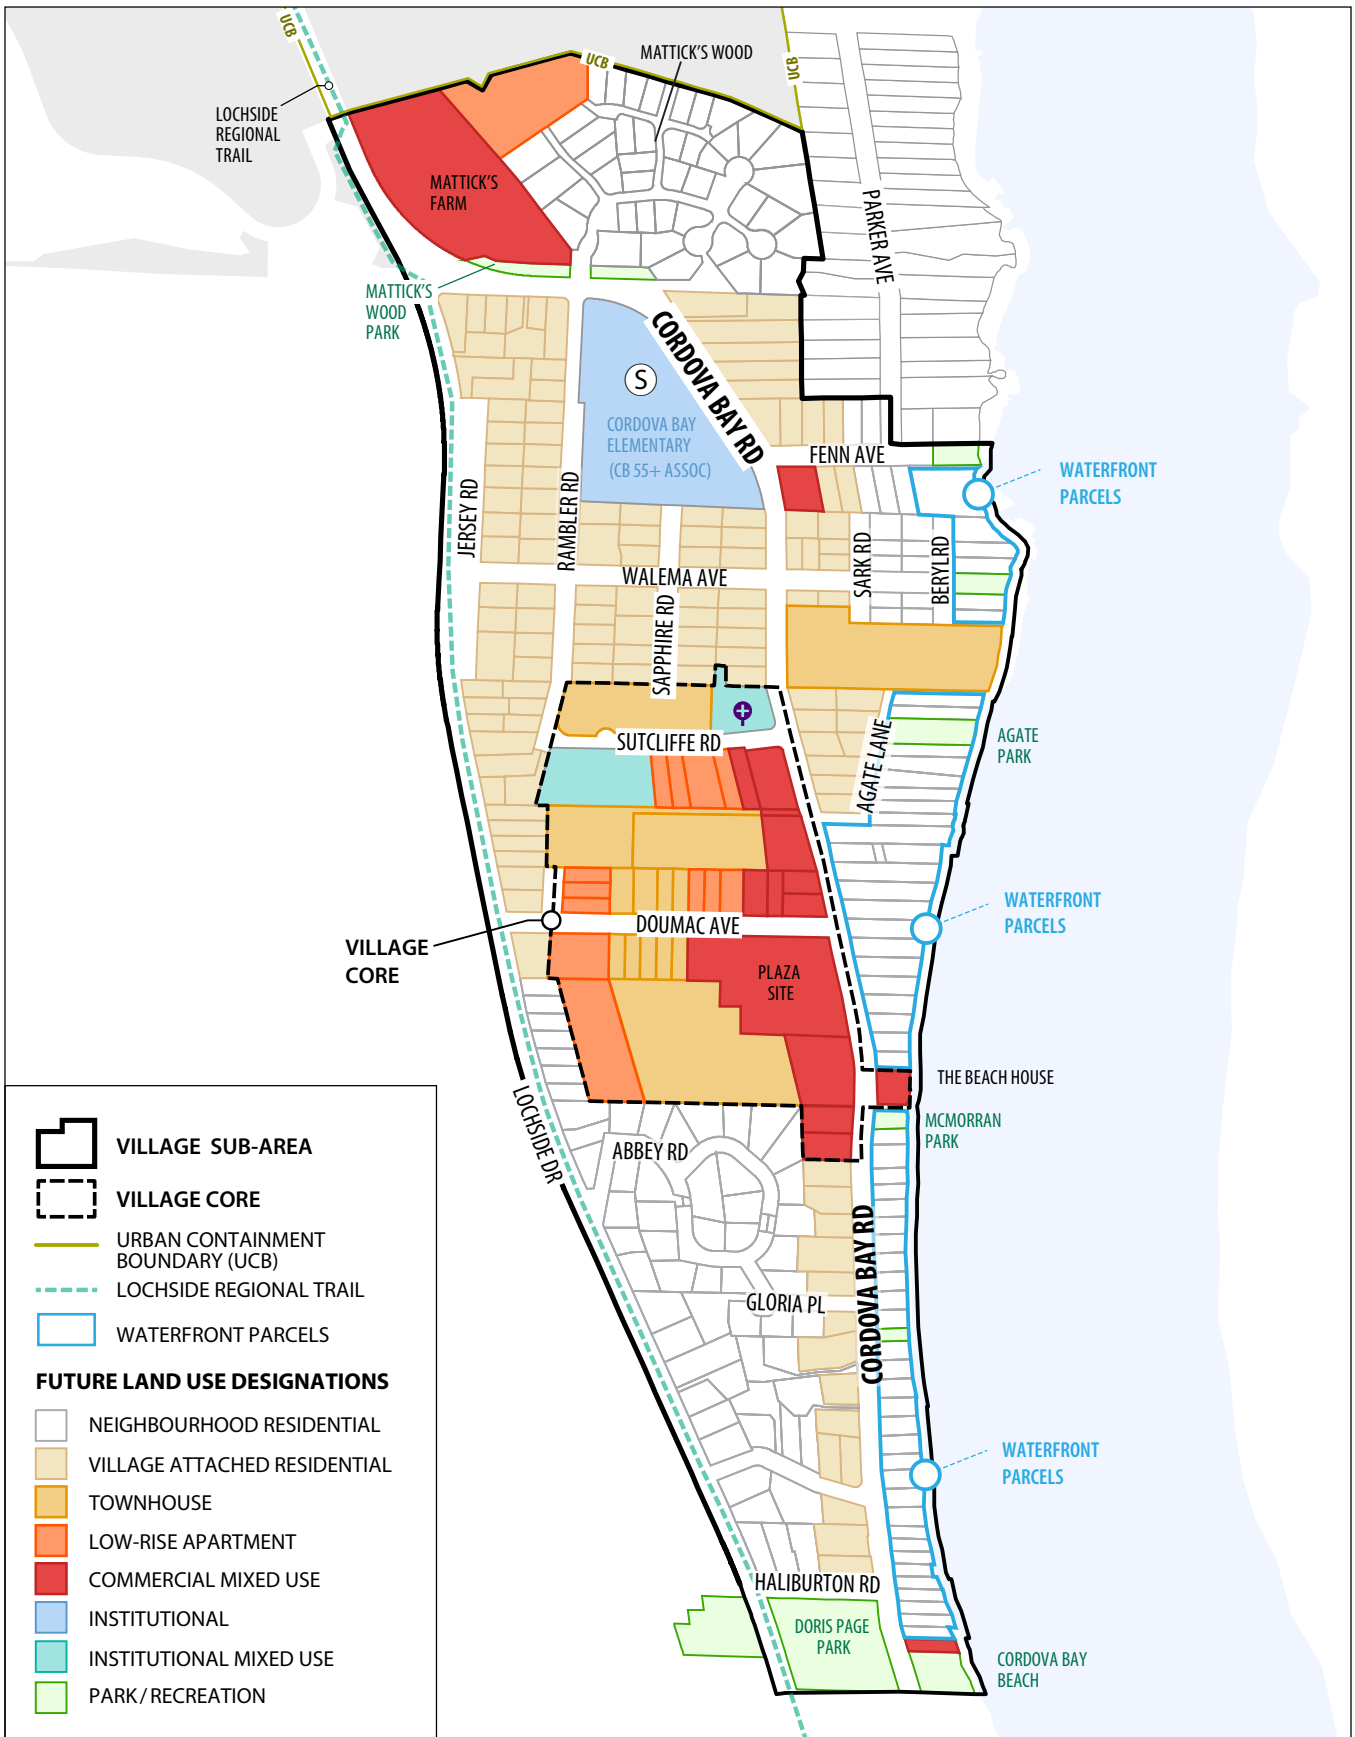 UCB
UCB
UCB
MATTICK'S WOOD
LOCHSIDE
REGIONAL
TRAIL
MATTICK'S
FARM
PARKER AVE
MATTICK'S
WOOD
PARK
CORDOVA BAY RD
S
CORDOVA BAY
ELEMENTARY
(CB 55+ ASSOC)
FENN AVE
WATERFRONT
PARCELS
JERSEY RD
RAMBLER RD
SARK RD
BERYL RD
WALEMA AVE
SAPPHIRE RD
SUTCLIFFE RD
AGATE LANE
AGATE
PARK
WATERFRONT
PARCELS
DOUMAC AVE
VILLAGE
CORE
PLAZA
SITE
THE BEACH HOUSE
MCMORRAN
PARK
LOCHSIDE DR
ABBEY RD
CORDOVA BAY RD
GLORIA PL
WATERFRONT
PARCELS
HALIBURTON RD
DORIS PAGE
PARK
CORDOVA BAY
BEACH
VILLAGE SUB-AREA
VILLAGE CORE
URBAN CONTAINMENT
BOUNDARY (UCB)
LOCHSIDE REGIONAL TRAIL
WATERFRONT PARCELS
FUTURE LAND USE DESIGNATIONS
NEIGHBOURHOOD RESIDENTIAL
VILLAGE ATTACHED RESIDENTIAL
TOWNHOUSE
LOW-RISE APARTMENT
COMMERCIAL MIXED USE
INSTITUTIONAL
INSTITUTIONAL MIXED USE
PARK / RECREATION